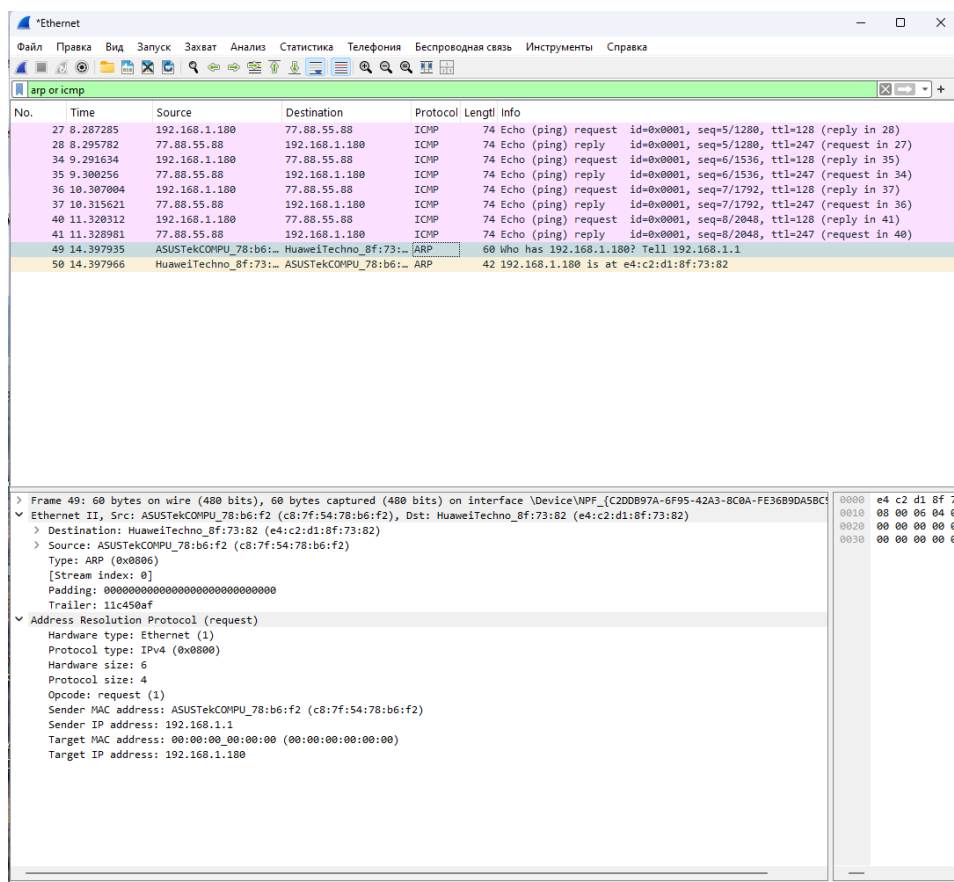 *Ethernet
Файл Правка Вид Запуск Захват Анализ Статистика Телефония Беспроводная связь Инструменты Справка
arp or icmp
No. Time Source Destination Protocol Lengtl Info
27 8.287285 192.168.1.180 77.88.55.88 ICMP 74 Echo (ping) request id=0x0001, seq=5/1280, ttl=128 (reply in 28)
28 8.295782 77.88.55.88 192.168.1.180 ICMP 74 Echo (ping) reply id=0x0001, seq=5/1280, ttl=247 (request in 27)
34 9.291634 192.168.1.180 77.88.55.88 ICMP 74 Echo (ping) request id=0x0001, seq=6/1536, ttl=128 (reply in 35)
35 9.300256 77.88.55.88 192.168.1.180 ICMP 74 Echo (ping) reply id=0x0001, seq=6/1536, ttl=247 (request in 34)
36 10.307004 192.168.1.180 77.88.55.88 ICMP 74 Echo (ping) request id=0x0001, seq=7/1792, ttl=128 (reply in 37)
37 10.315621 77.88.55.88 192.168.1.180 ICMP 74 Echo (ping) reply id=0x0001, seq=7/1792, ttl=247 (request in 36)
40 11.320312 192.168.1.180 77.88.55.88 ICMP 74 Echo (ping) request id=0x0001, seq=8/2048, ttl=128 (reply in 41)
41 11.328981 77.88.55.88 192.168.1.180 ICMP 74 Echo (ping) reply id=0x0001, seq=8/2048, ttl=247 (request in 40)
49 14.397935 ASUSTekCOMPU_78:b6:… HuaweiTechno_8f:73:… ARP 60 Who has 192.168.1.180? Tell 192.168.1.1
50 14.397966 HuaweiTechno_8f:73:… ASUSTekCOMPU_78:b6:… ARP 42 192.168.1.180 is at e4:c2:d1:8f:73:82
Frame 49: 60 bytes on wire (480 bits), 60 bytes captured (480 bits) on interface \Device\NPF_{C2DDB97A-6F95-42A3-8C0A-FE36B9DA5BC
Ethernet II, Src: ASUSTekCOMPU_78:b6:f2 (c8:7f:54:78:b6:f2), Dst: HuaweiTechno_8f:73:82 (e4:c2:d1:8f:73:82)
Destination: HuaweiTechno_8f:73:82 (e4:c2:d1:8f:73:82)
Source: ASUSTekCOMPU_78:b6:f2 (c8:7f:54:78:b6:f2)
Type: ARP (0x0806)
[Stream index: 0]
Padding: 0000000000000000000000000000
Trailer: 11c450af
Address Resolution Protocol (request)
Hardware type: Ethernet (1)
Protocol type: IPv4 (0x0800)
Hardware size: 6
Protocol size: 4
Opcode: request (1)
Sender MAC address: ASUSTekCOMPU_78:b6:f2 (c8:7f:54:78:b6:f2)
Sender IP address: 192.168.1.1
Target MAC address: 00:00:00_00:00:00 (00:00:00:00:00:00)
Target IP address: 192.168.1.180
0000 e4 c2 d1 8f 7
0010 08 00 06 04 0
0020 00 00 00 00 0
0030 00 00 00 00 0